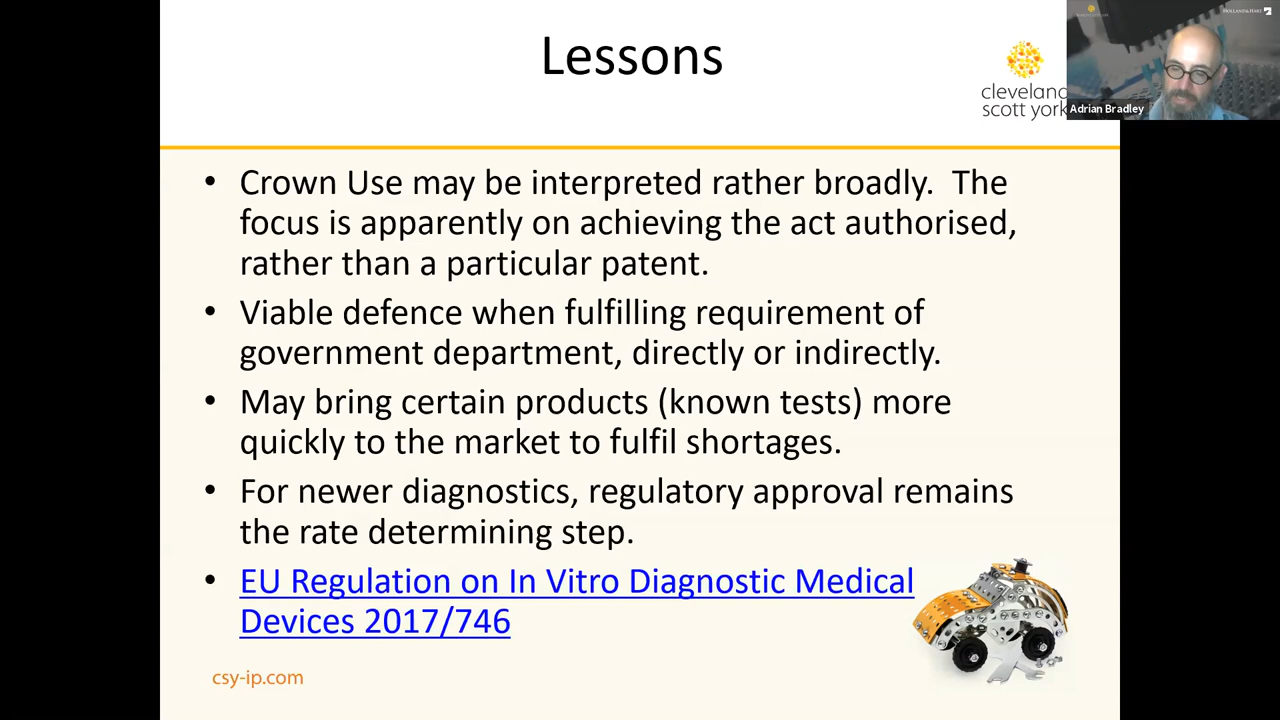 Lessons
cleveland
scott york
HOLLAND&HART
Adrian Bradley
• Crown Use may be interpreted rather broadly. The
focus is apparently on achieving the act authorised,
rather than a particular patent.
• Viable defence when fulfilling requirement of
government department, directly or indirectly.
• May bring certain products (known tests) more
quickly to the market to fulfil shortages.
• For newer diagnostics, regulatory approval remains
the rate determining step.
• EU Regulation on In Vitro Diagnostic Medical
Devices 2017/746
csy-ip.com